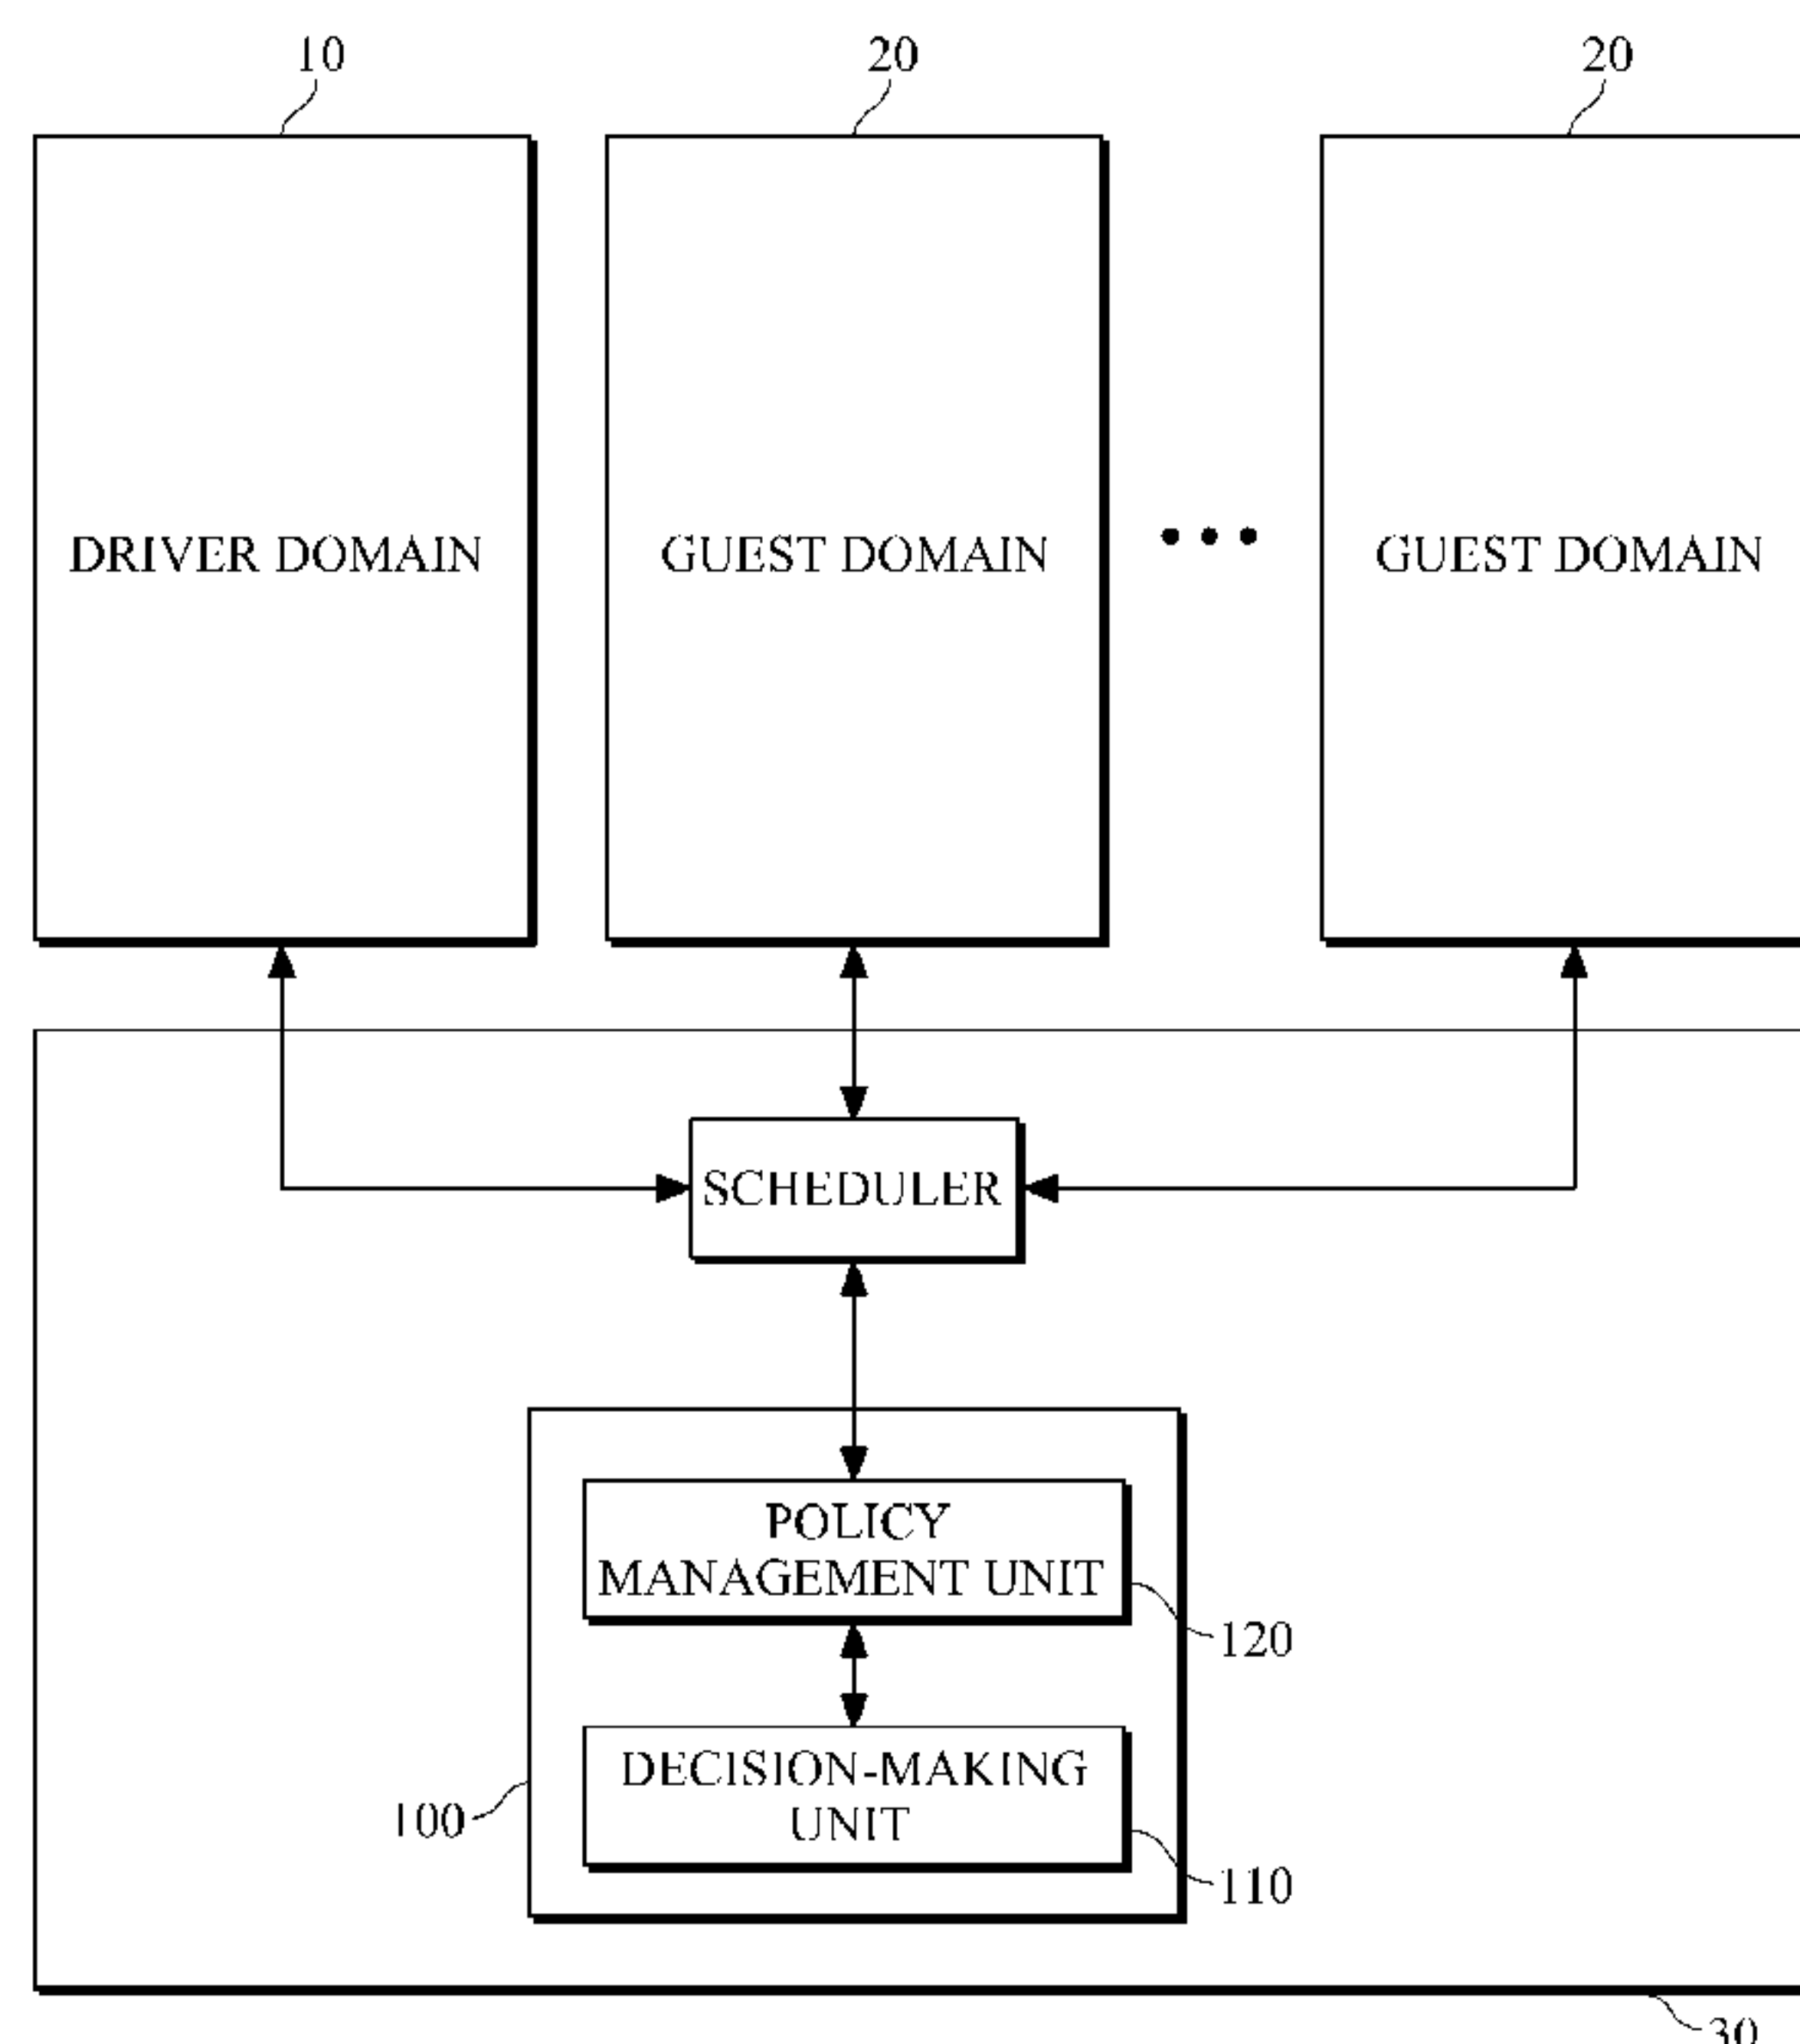 10
20
20
DRIVER DOMAIN
GUEST DOMAIN
GUEST DOMAIN
SCHEDULER
POLICY
MANAGEMENT UNIT
120
DECISION-MAKING
UNIT
100
110
30